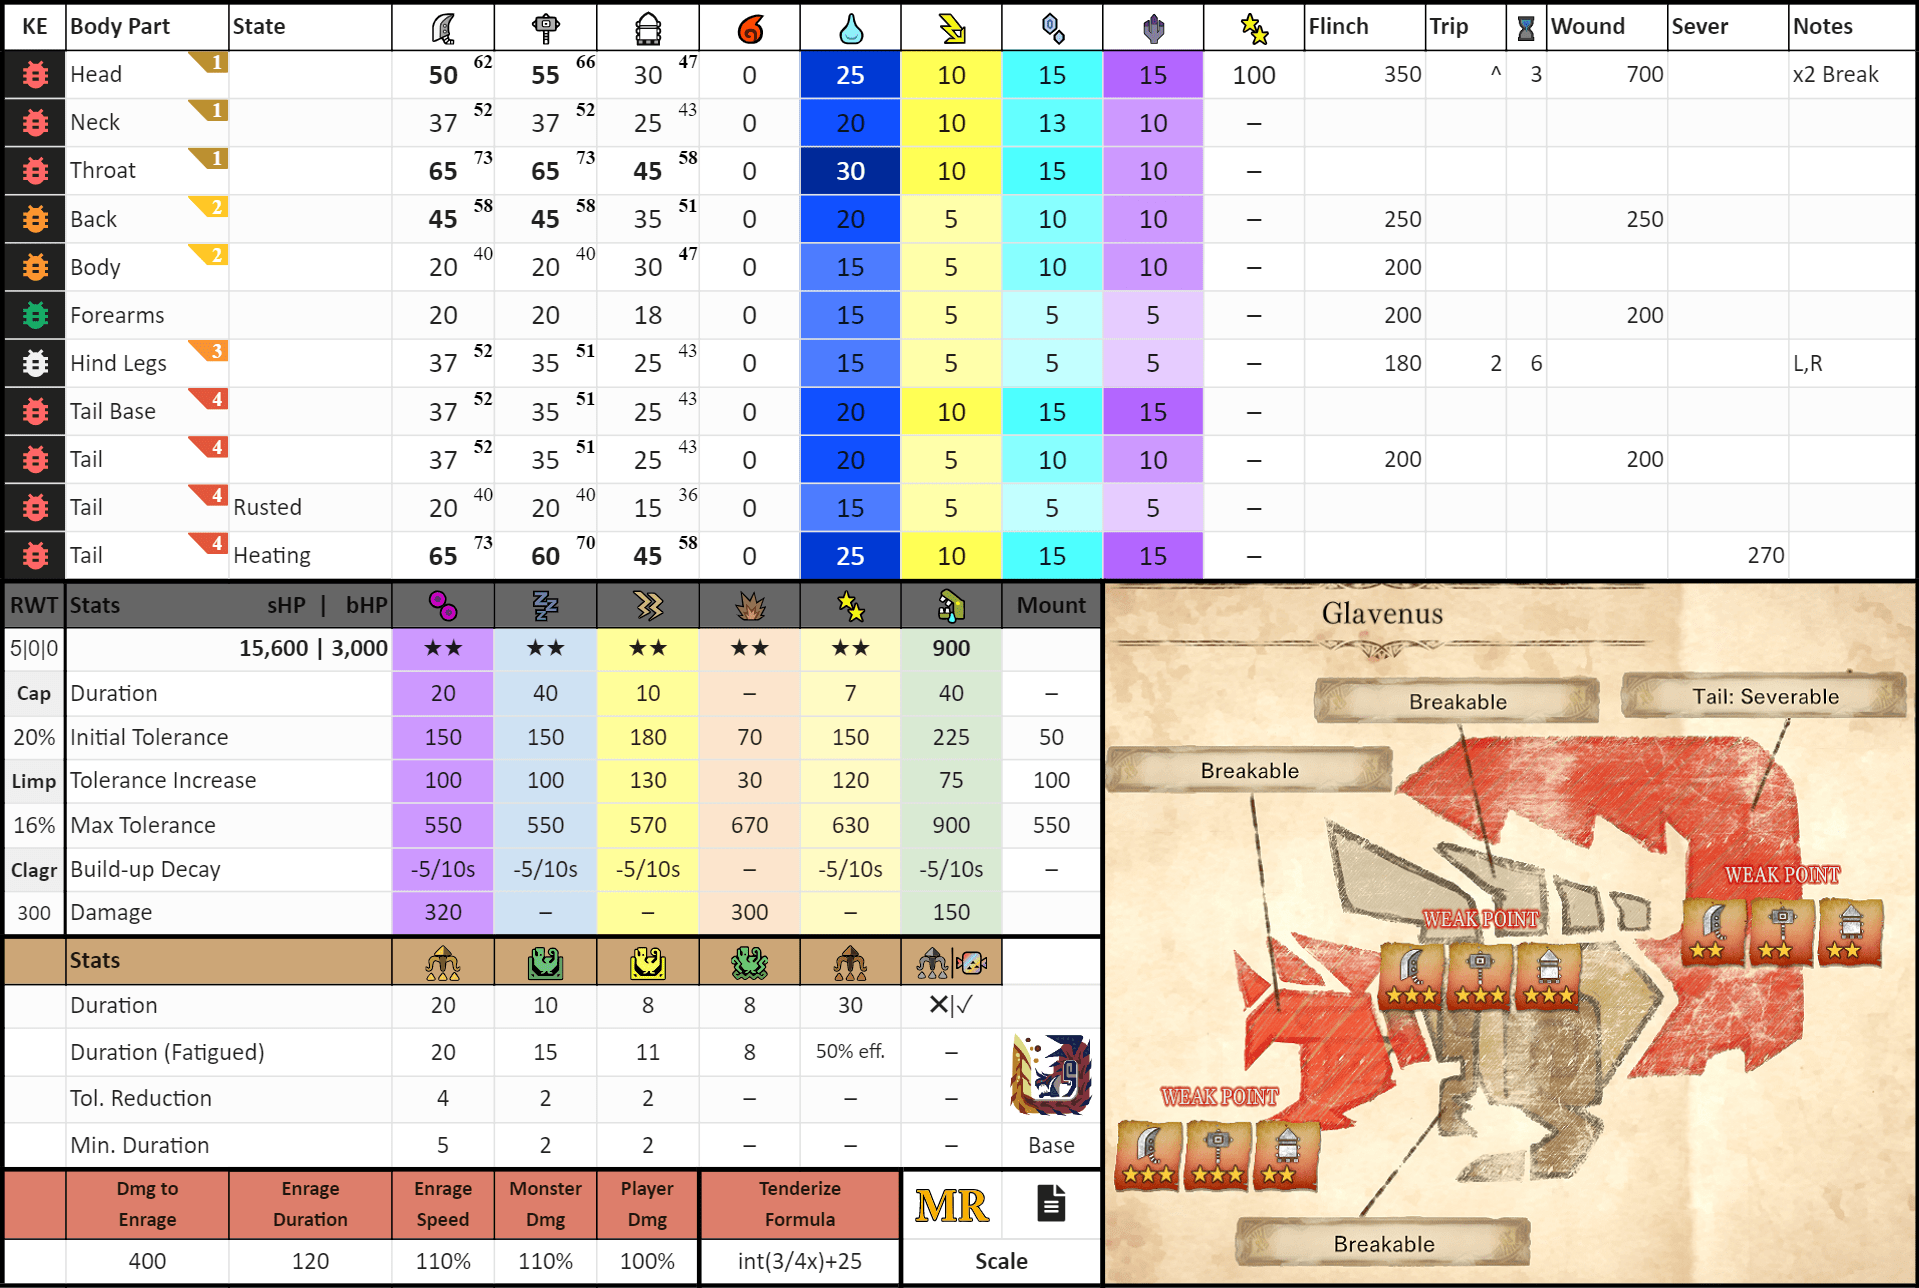 KE Body Part State Flinch Trip Wound Sever Notes
Head 1 50 62 55 66 30 47 0 25 10 15 15 100 350 ^ 3 700 x2 Break
Neck 1 37 52 37 52 25 43 0 20 10 13 10 –
Throat 1 65 73 65 73 45 58 0 30 10 15 10 –
Back 2 45 58 45 58 35 51 0 20 5 10 10 – 250 250
Body 2 20 40 20 40 30 47 0 15 5 10 10 – 200
Forearms 20 20 18 0 15 5 5 5 – 200 200
Hind Legs 3 37 52 35 51 25 43 0 15 5 5 5 – 180 2 6 L,R
Tail Base 4 37 52 35 51 25 43 0 20 10 15 15 –
Tail 4 37 52 35 51 25 43 0 20 5 10 10 – 200 200
Tail 4 Rusted 20 40 20 40 15 36 0 15 5 5 5 –
Tail 4 Heating 65 73 60 70 45 58 0 25 10 15 15 – 270
RWT Stats sHP | bHP Mount
5|0|0 15,600 | 3,000 ★★ ★★ ★★ ★★ ★★ 900
Cap Duration 20 40 10 – 7 40 –
20% Initial Tolerance 150 150 180 70 150 225 50
Limp Tolerance Increase 100 100 130 30 120 75 100
16% Max Tolerance 550 550 570 670 630 900 550
Clagr Build-up Decay -5/10s -5/10s -5/10s – -5/10s -5/10s –
300 Damage 320 – – 300 – 150
Stats
Duration 20 10 8 8 30 ✕|✓
Duration (Fatigued) 20 15 11 8 50% eff. –
Tol. Reduction 4 2 2 – – –
Min. Duration 5 2 2 – – – Base
Dmg to Enrage Enrage Duration Enrage Speed Monster Dmg Player Dmg Tenderize Formula MR
400 120 110% 110% 100% int(3/4x)+25 Scale
Glavenus
Breakable
Tail: Severable
Breakable
WEAK POINT
WEAK POINT
WEAK POINT
Breakable